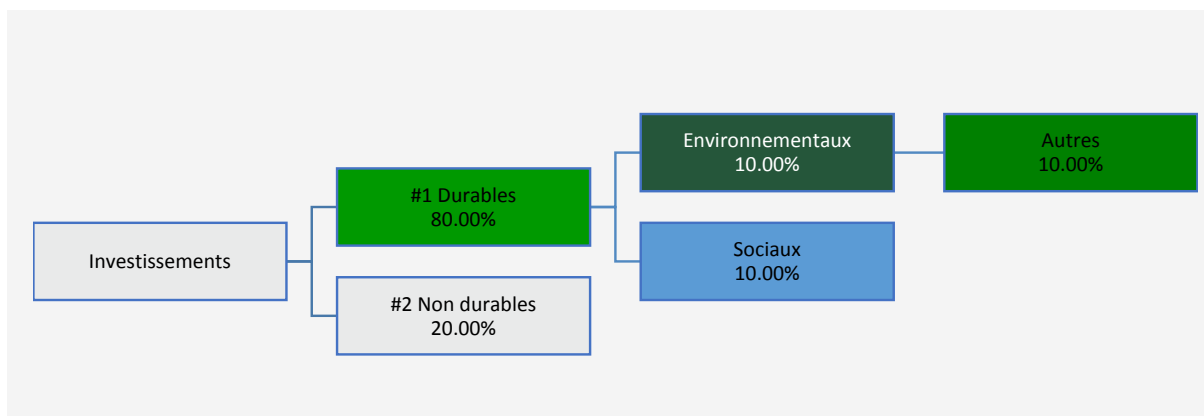 Investissements
#1 Durables
80.00%
#2 Non durables
20.00%
Environnementaux
10.00%
Sociaux
10.00%
Autres
10.00%